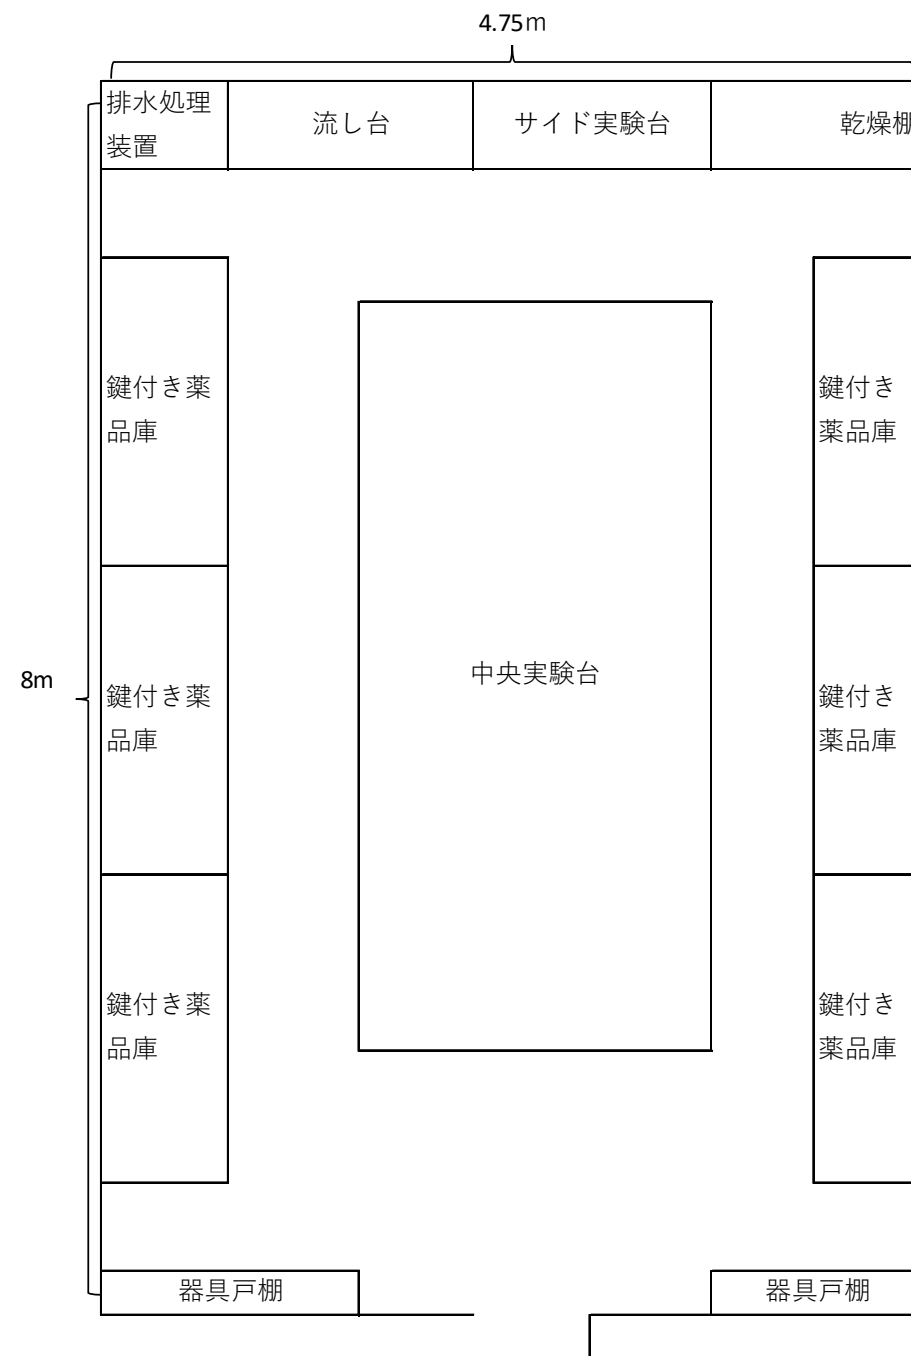 4.75m
排水処理
装置
流し台
サイド実験台
乾燥棚
鍵付き薬
品庫
鍵付き
薬品庫
中央実験台
8m
鍵付き薬
品庫
鍵付き
薬品庫
鍵付き薬
品庫
鍵付き
薬品庫
器具戸棚
器具戸棚